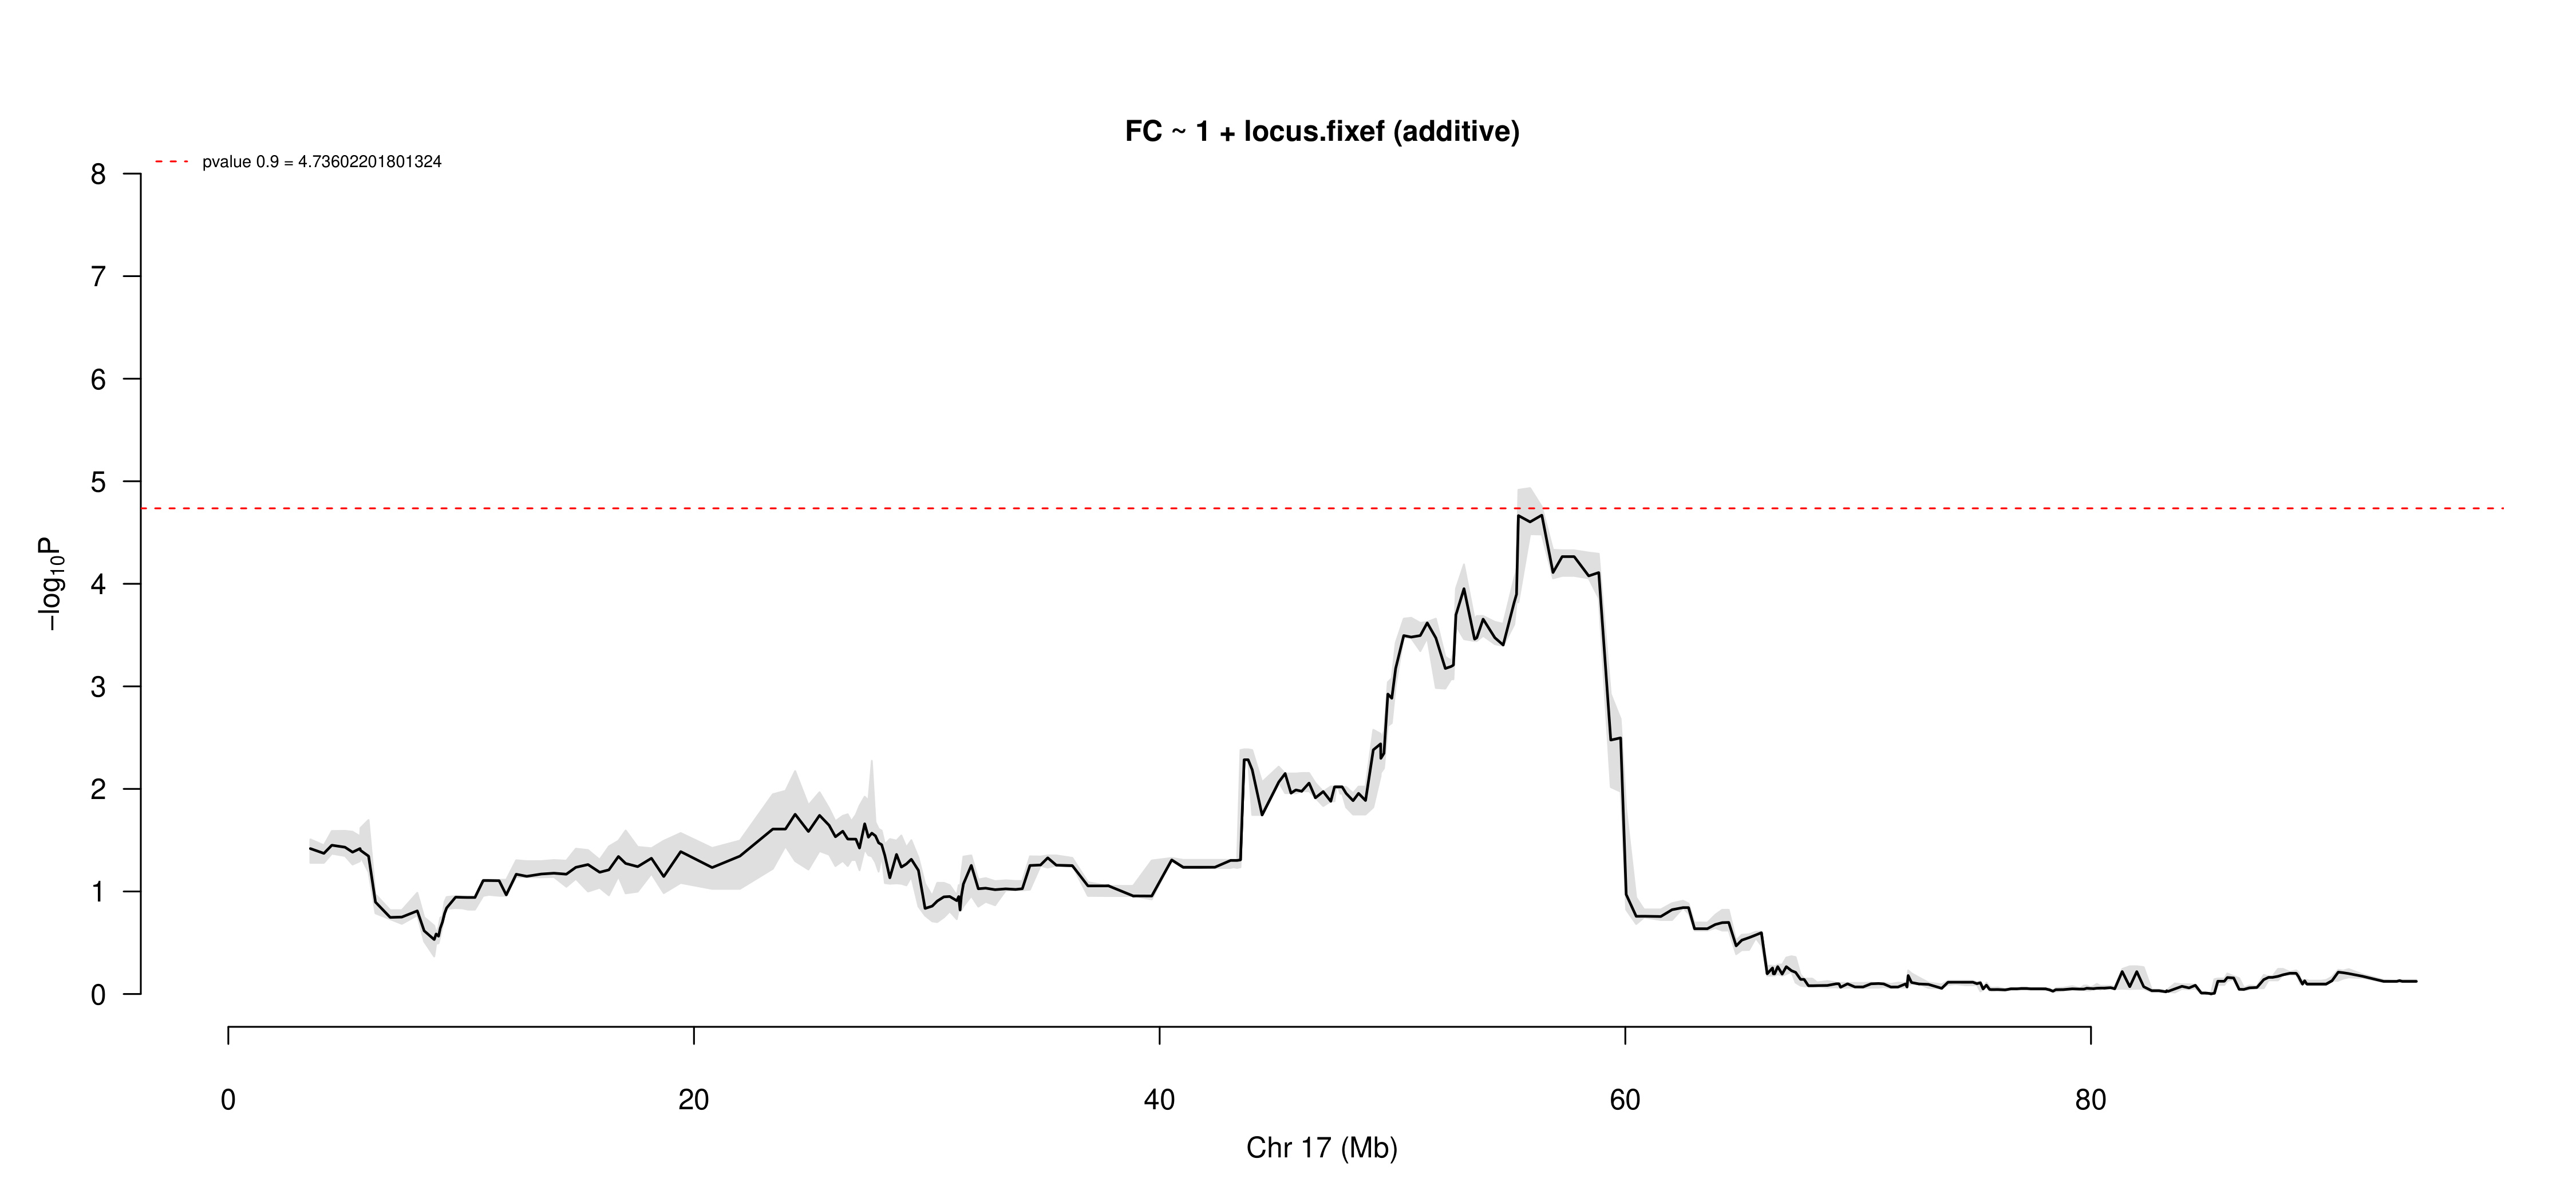 FC ~ 1 + locus.fixef (additive)
pvalue 0.9 = 4.73602201801324
8
7
6
5
4
3
2
1
0
−log10P
0 20 40 60 80
Chr 17 (Mb)